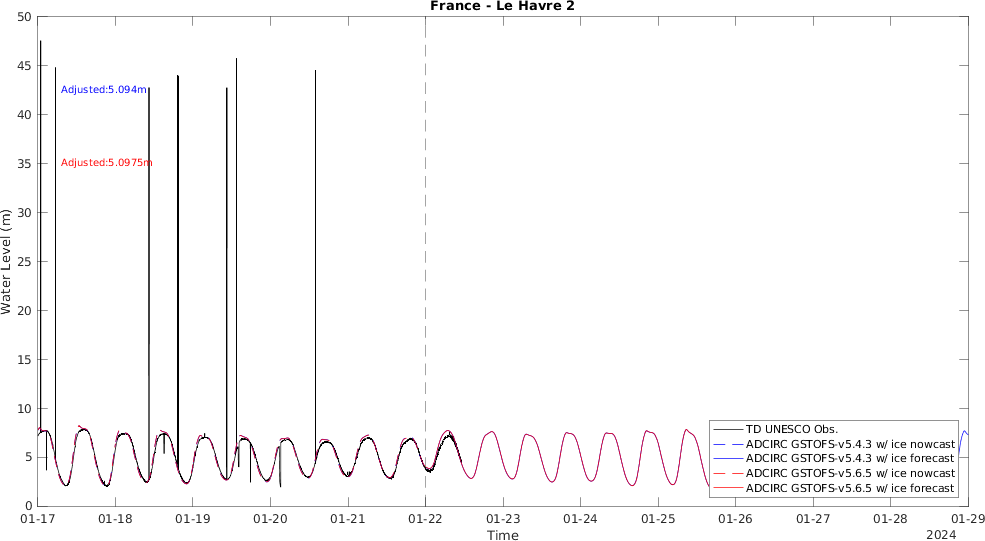 France - Le Havre 2
50
45
40
35
30
25
20
15
10
5
0
Water Level (m)
Adjusted:5.094m
Adjusted:5.0975m
TD UNESCO Obs.
ADCIRC GSTOFS-v5.4.3 w/ ice nowcast
ADCIRC GSTOFS-v5.4.3 w/ ice forecast
ADCIRC GSTOFS-v5.6.5 w/ ice nowcast
ADCIRC GSTOFS-v5.6.5 w/ ice forecast
01-17 01-18 01-19 01-20 01-21 01-22 01-23 01-24 01-25 01-26 01-27 01-28 01-29
Time
2024